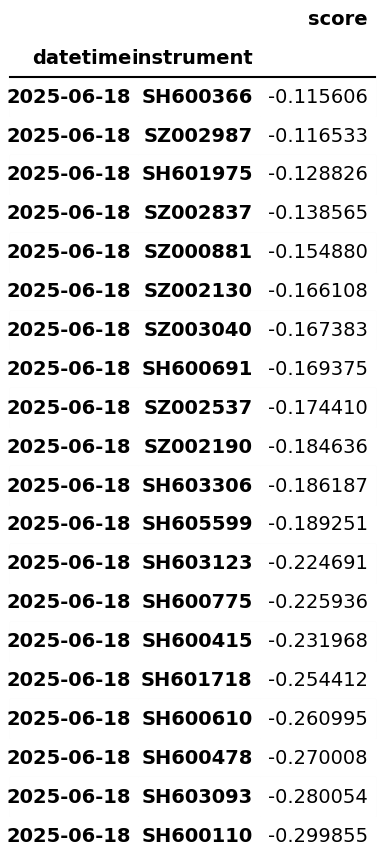 score
datetime instrument
2025-06-18 SH600366 -0.115606
2025-06-18 SZ002987 -0.116533
2025-06-18 SH601975 -0.128826
2025-06-18 SZ002837 -0.138565
2025-06-18 SZ000881 -0.154880
2025-06-18 SZ002130 -0.166108
2025-06-18 SZ003040 -0.167383
2025-06-18 SH600691 -0.169375
2025-06-18 SZ002537 -0.174410
2025-06-18 SZ002190 -0.184636
2025-06-18 SH603306 -0.186187
2025-06-18 SH605599 -0.189251
2025-06-18 SH603123 -0.224691
2025-06-18 SH600775 -0.225936
2025-06-18 SH600415 -0.231968
2025-06-18 SH601718 -0.254412
2025-06-18 SH600610 -0.260995
2025-06-18 SH600478 -0.270008
2025-06-18 SH603093 -0.280054
2025-06-18 SH600110 -0.299855